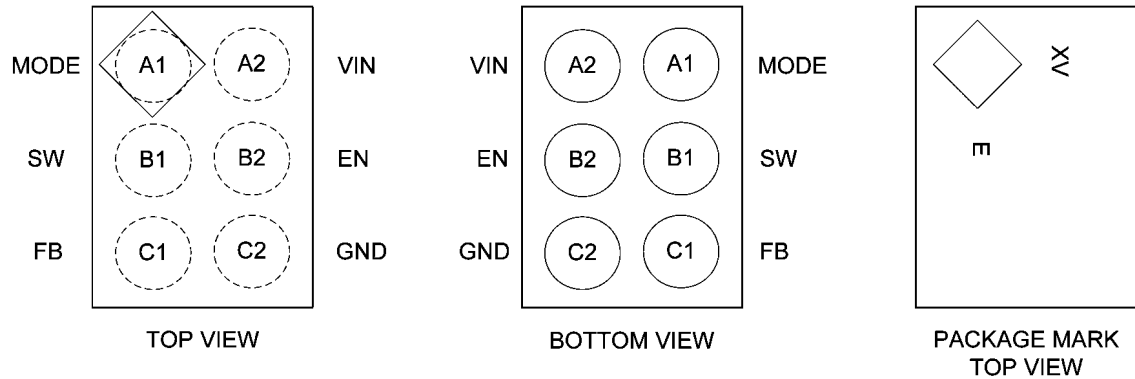 MODE A1 A2 VIN
SW B1 B2 EN
FB C1 C2 GND
TOP VIEW
VIN A2 A1 MODE
EN B2 B1 SW
GND C2 C1 FB
BOTTOM VIEW
XV
E
PACKAGE MARK
TOP VIEW